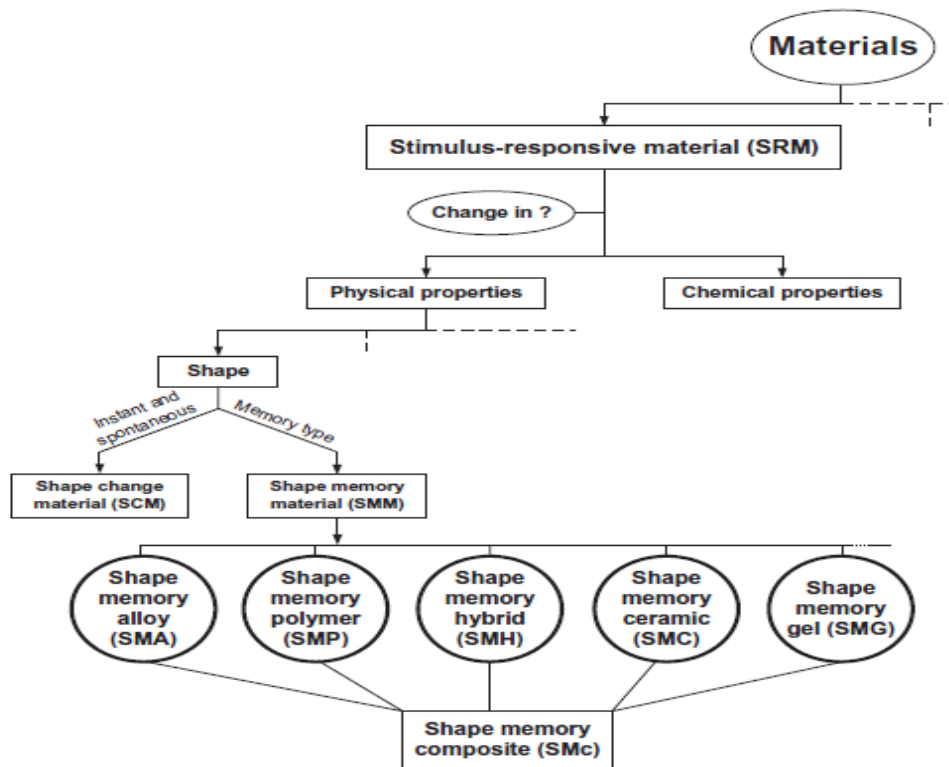 Materials
Stimulus-responsive material (SRM)
Change in ?
Physical properties
Chemical properties
Shape
Instant and
spontaneous
Memory type
Shape change
material (SCM)
Shape memory
material (SMM)
Shape
memory
alloy
(SMA)
Shape
memory
polymer
(SMP)
Shape
memory
hybrid
(SMH)
Shape
memory
ceramic
(SMC)
Shape
memory
gel (SMG)
Shape memory
composite (SMc)